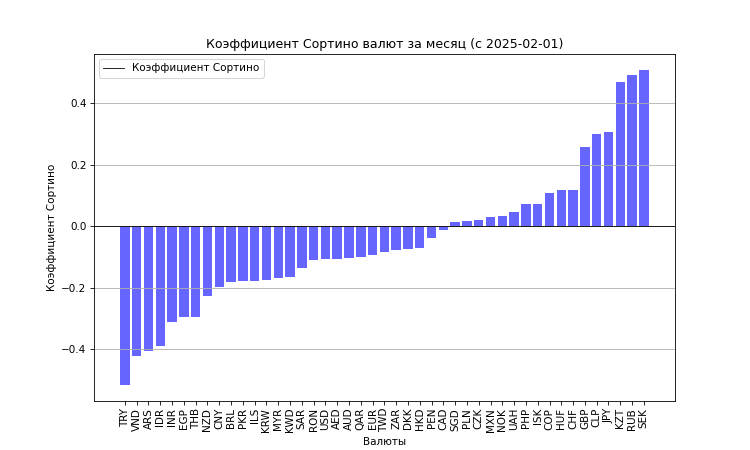 Коэффициент Сортино валют за месяц (с 2025-02-01)
Коэффициент Сортино
Коэффициент Сортино
0.4
0.2
0.0
−0.2
−0.4
TRY VND ARS IDR INR EGP THB NZD CNY BRL PKR ILS KRW MYR KWD SAR RON USD AED AUD QAR EUR TWD ZAR DKK HKD PEN CAD SGD PLN CZK MXN NOK UAH PHP ISK COP HUF CHF GBP CLP JPY KZT RUB SEK
Валюты